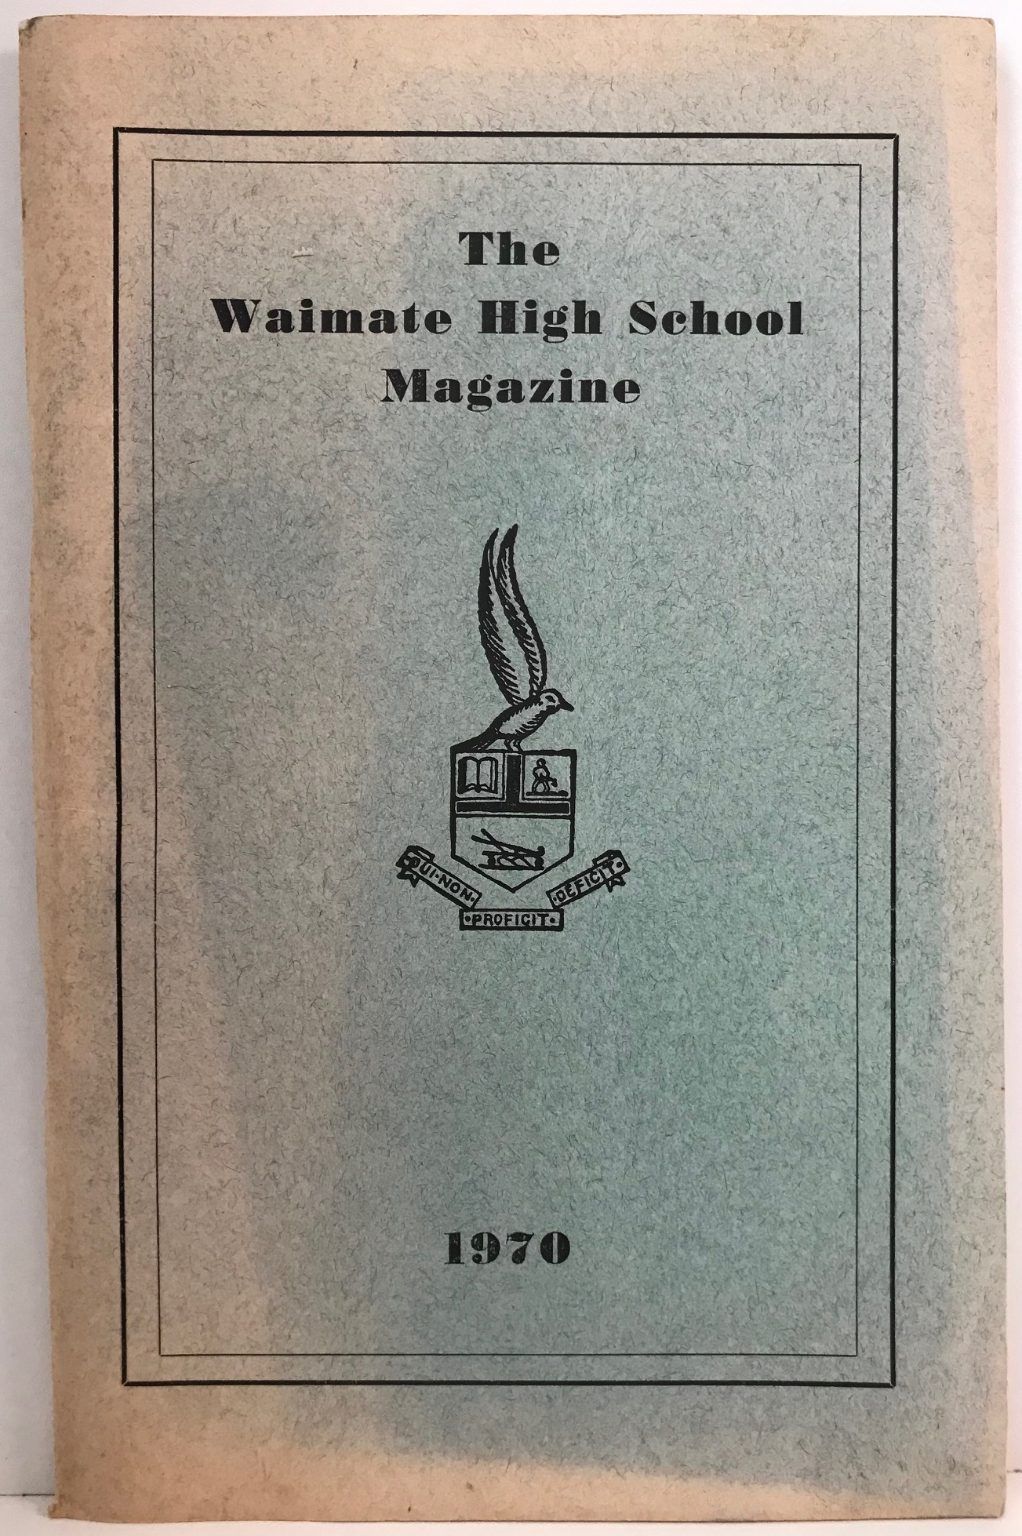 The
Waimate High School
Magazine
QUI·NON·
·PROFICIT·
·DEFICIT·
1970